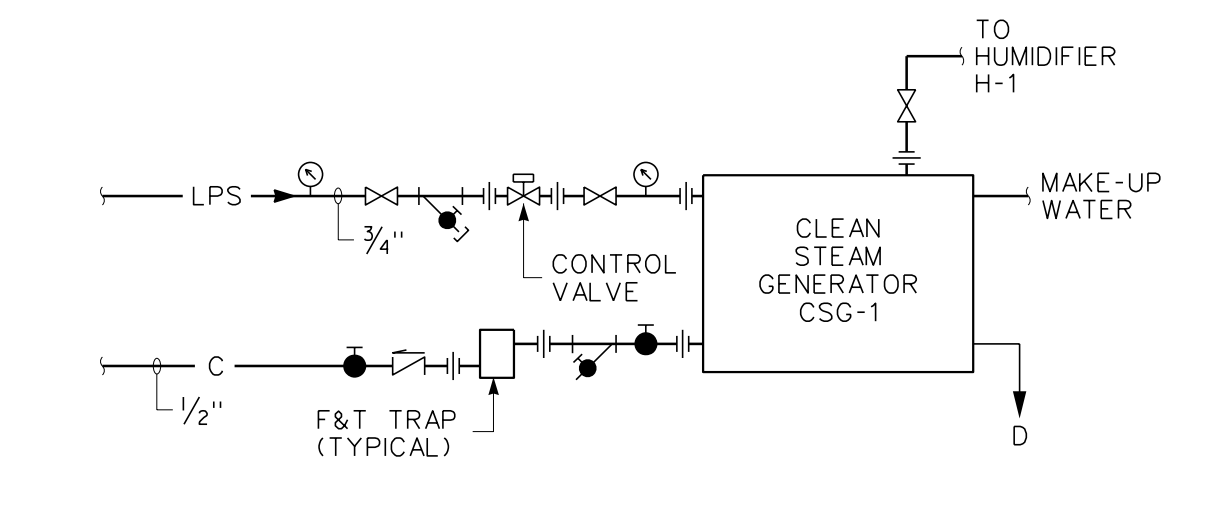 TO
HUMIDIFIER
H-1
LPS
3/4"
CONTROL
VALVE
CLEAN
STEAM
GENERATOR
CSG-1
MAKE-UP
WATER
C
1/2"
F&T TRAP
(TYPICAL)
D